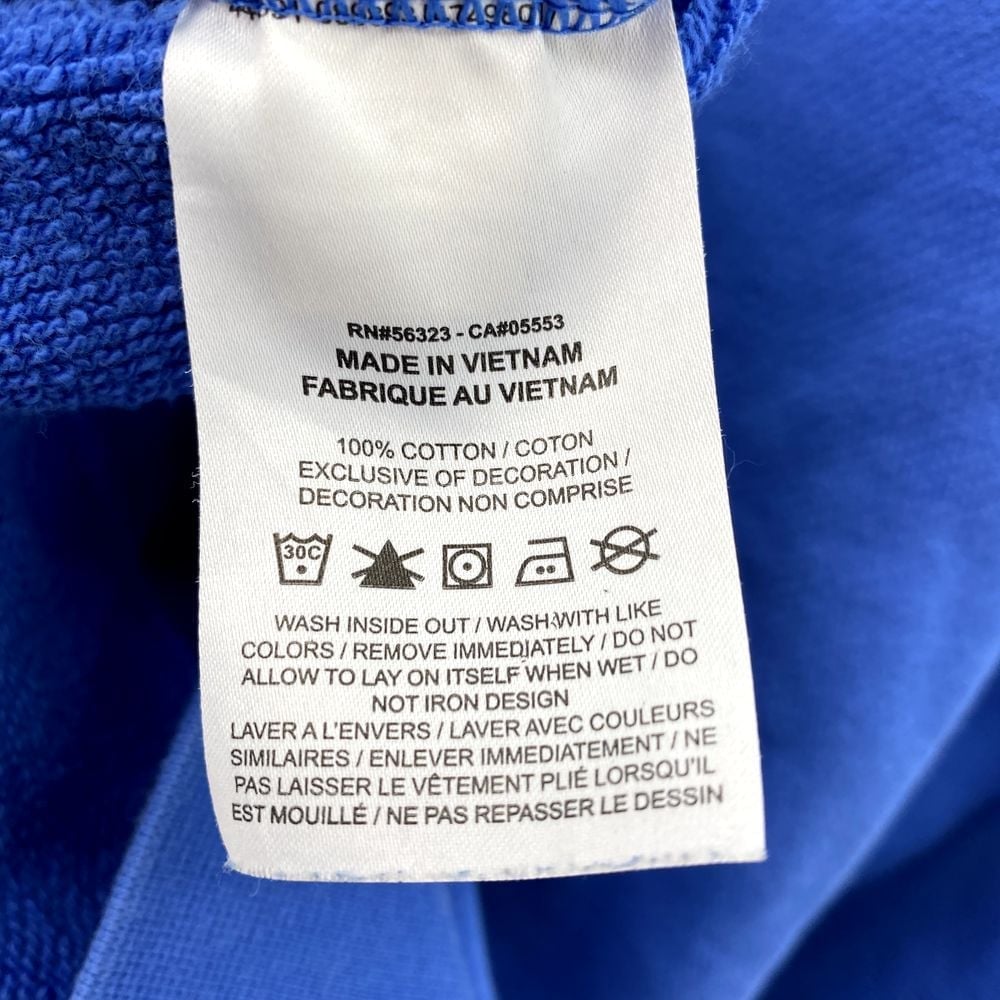 RN#56323 - CA#05553
MADE IN VIETNAM
FABRIQUE AU VIETNAM
100% COTTON / COTON
EXCLUSIVE OF DECORATION /
DECORATION NON COMPRISE
30C
WASH INSIDE OUT / WASH WITH LIKE
COLORS / REMOVE IMMEDIATELY / DO NOT
ALLOW TO LAY ON ITSELF WHEN WET / DO
NOT IRON DESIGN
LAVER A L'ENVERS / LAVER AVEC COULEURS
SIMILAIRES / ENLEVER IMMEDIATEMENT / NE
PAS LAISSER LE VÊTEMENT PLIÉ LORSQU'IL
EST MOUILLÉ / NE PAS REPASSER LE DESSIN